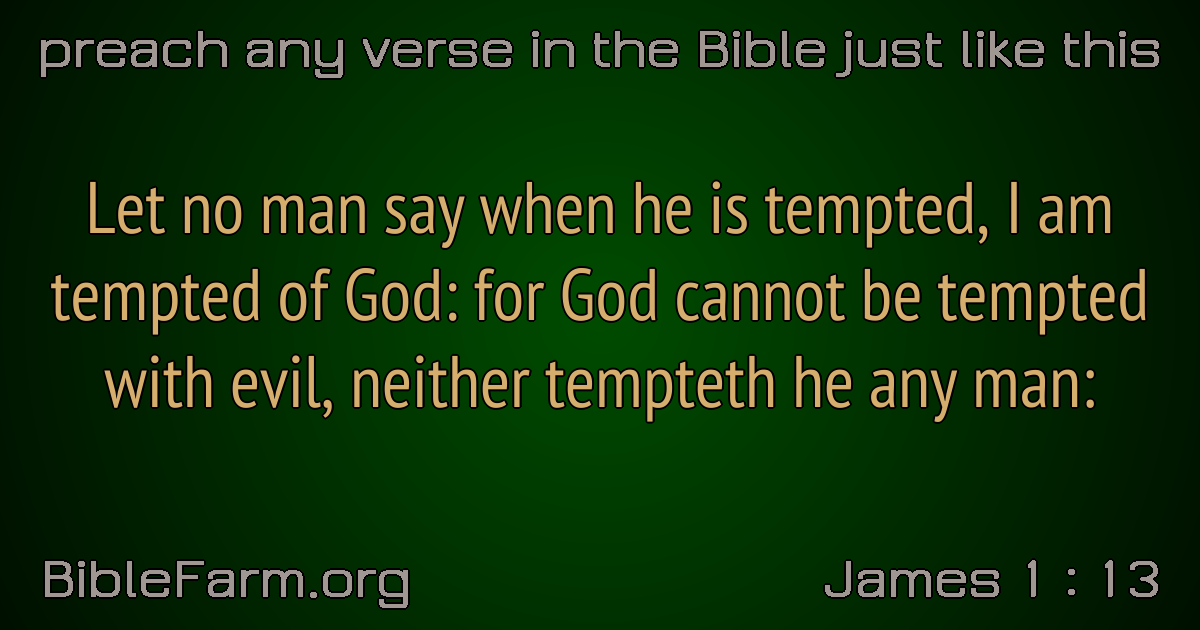 preach any verse in the Bible just like this
Let no man say when he is tempted, I am
tempted of God: for God cannot be tempted
with evil, neither tempteth he any man:
BibleFarm.org
James 1 : 13